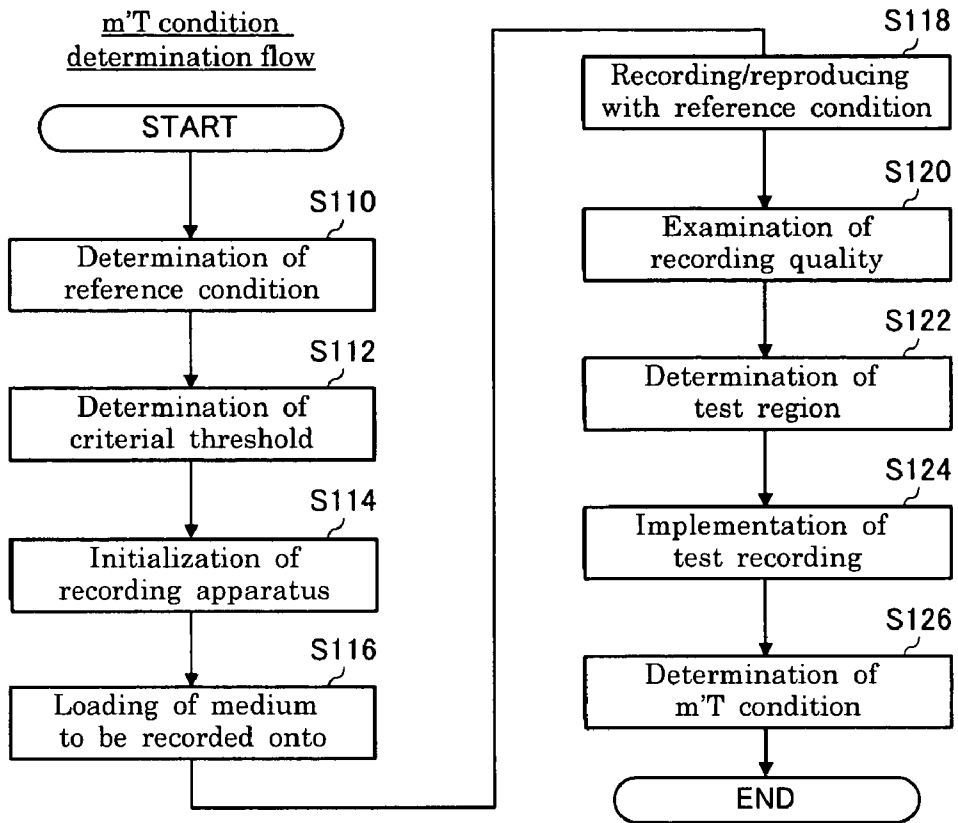 m’T condition
determination flow
START
S110
Determination of
reference condition
S112
Determination of
criterial threshold
S114
Initialization of
recording apparatus
S116
Loading of medium
to be recorded onto
S118
Recording/reproducing
with reference condition
S120
Examination of
recording quality
S122
Determination of
test region
S124
Implementation of
test recording
S126
Determination of
m’T condition
END